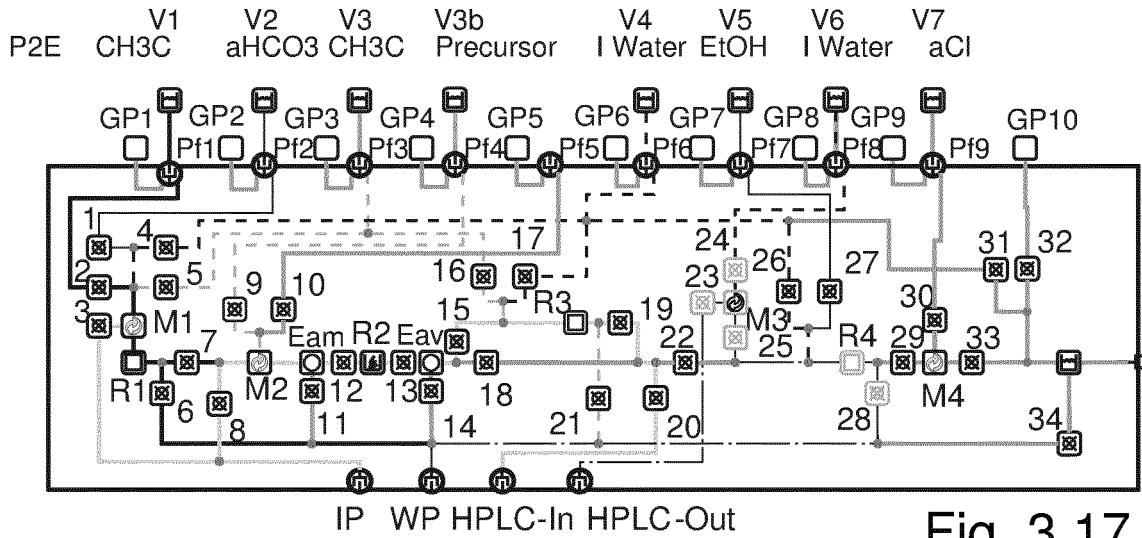 V1 V2 V3 V3b V4 V5 V6 V7
P2E CH3C aHCO3 CH3C Precursor I Water EtOH I Water aCl
GP1 GP2 GP3 GP4 GP5 GP6 GP7 GP8 GP9 GP10
Pf1 Pf2 Pf3 Pf4 Pf5 Pf6 Pf7 Pf8 Pf9
1 4 17 24 26 31 32
2 5 9 10 16 23 27
3 M1 7 15 R3 19 M3 30
Eam R2 Eav 22 25 R4 29 33
R1 M2 12 13 18 M4
6 8 11 14 21 20 28 34
IP WP HPLC-In HPLC-Out
Fig. 3.17